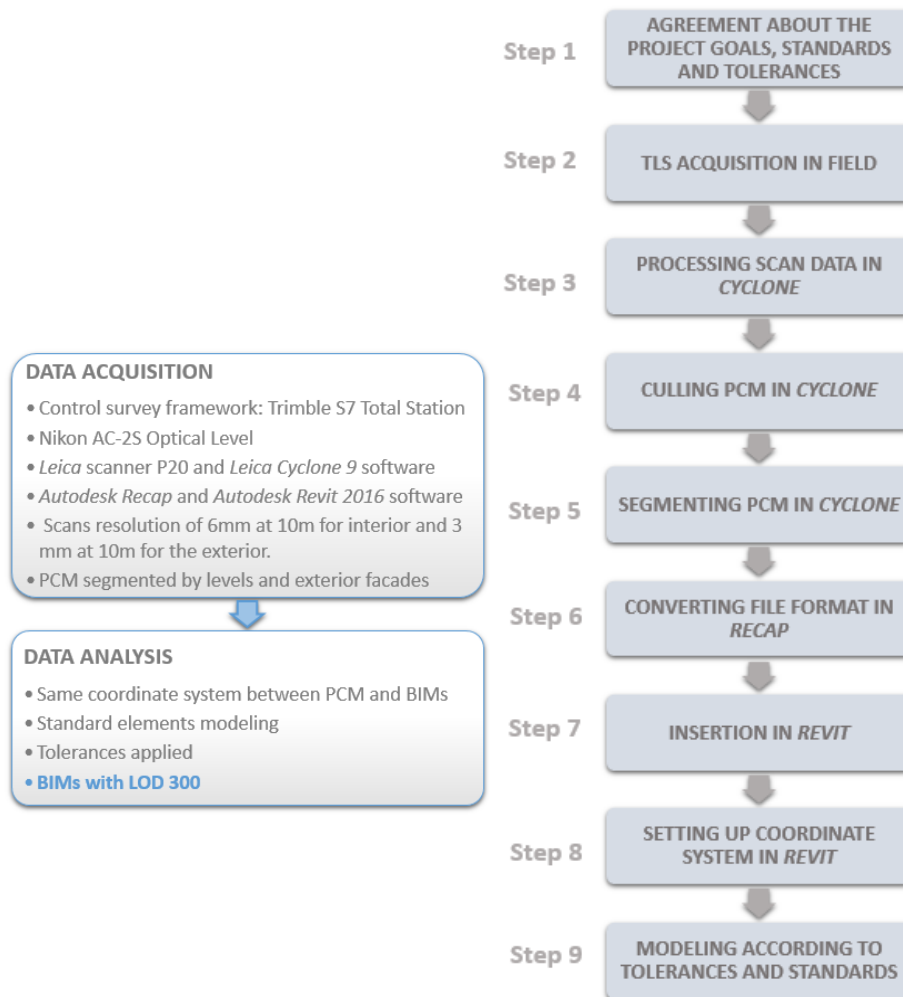 Step 1
AGREEMENT ABOUT THE
PROJECT GOALS, STANDARDS
AND TOLERANCES
Step 2
TLS ACQUISITION IN FIELD
Step 3
PROCESSING SCAN DATA IN
CYCLONE
Step 4
CULLING PCM IN CYCLONE
Step 5
SEGMENTING PCM IN CYCLONE
Step 6
CONVERTING FILE FORMAT IN
RECAP
Step 7
INSERTION IN REVIT
Step 8
SETTING UP COORDINATE
SYSTEM IN REVIT
Step 9
MODELING ACCORDING TO
TOLERANCES AND STANDARDS
DATA ACQUISITION
• Control survey framework: Trimble S7 Total Station
• Nikon AC-2S Optical Level
• Leica scanner P20 and Leica Cyclone 9 software
• Autodesk Recap and Autodesk Revit 2016 software
• Scans resolution of 6mm at 10m for interior and 3
mm at 10m for the exterior.
• PCM segmented by levels and exterior facades
DATA ANALYSIS
• Same coordinate system between PCM and BIMs
• Standard elements modeling
• Tolerances applied
• BIMs with LOD 300